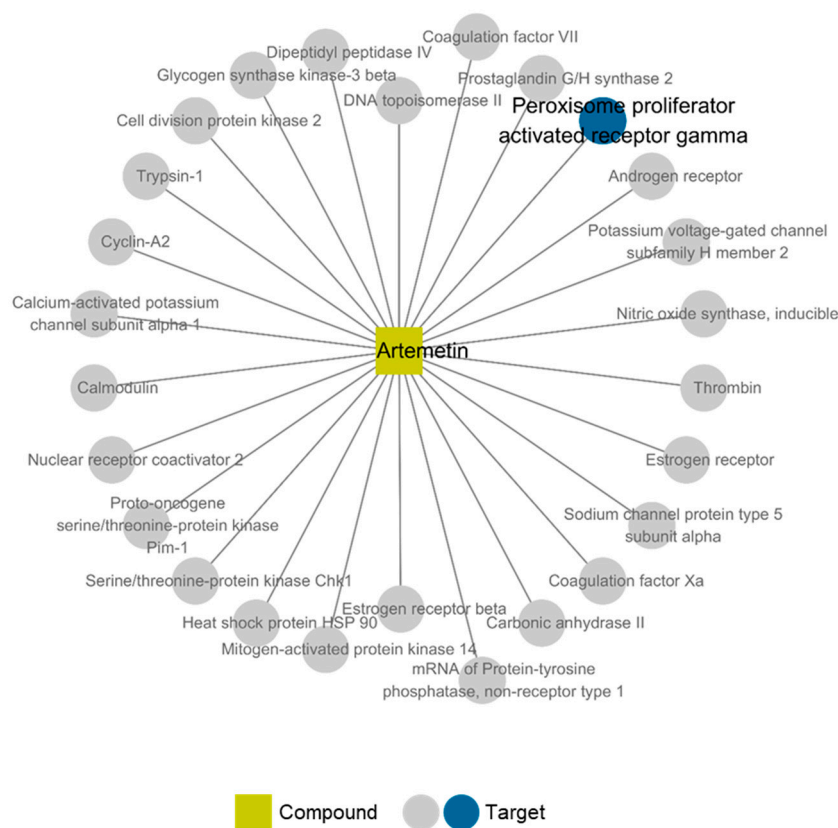 Coagulation factor VII
Dipeptidyl peptidase IV
Glycogen synthase kinase-3 beta
Prostaglandin G/H synthase 2
DNA topoisomerase II
Peroxisome proliferator
activated receptor gamma
Cell division protein kinase 2
Trypsin-1
Androgen receptor
Cyclin-A2
Potassium voltage-gated channel
subfamily H member 2
Calcium-activated potassium
channel subunit alpha 1
Nitric oxide synthase, inducible
Artemetin
Calmodulin
Thrombin
Nuclear receptor coactivator 2
Estrogen receptor
Proto-oncogene
serine/threonine-protein kinase
Pim-1
Sodium channel protein type 5
subunit alpha
Serine/threonine-protein kinase Chk1
Coagulation factor Xa
Heat shock protein HSP 90
Estrogen receptor beta
Carbonic anhydrase II
Mitogen-activated protein kinase 14
mRNA of Protein-tyrosine
phosphatase, non-receptor type 1
Compound
Target